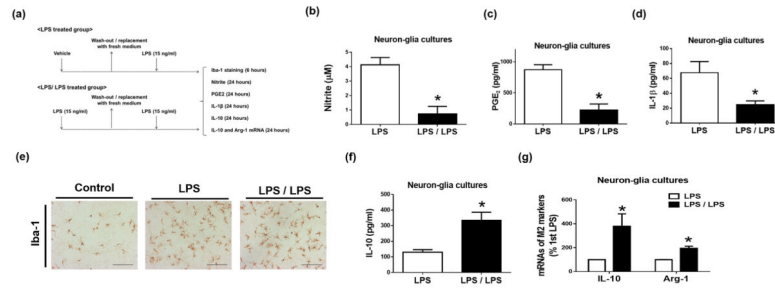 (a)
<LPS treated group>
Wash-out / replacement
with fresh medium
Vehicle
LPS (15 ng/ml)
<LPS/ LPS treated group>
Wash-out / replacement
with fresh medium
LPS (15 ng/ml)
LPS (15 ng/ml)
Iba-1 staining (6 hours)
Nitrite (24 hours)
PGE2 (24 hours)
IL-1β (24 hours)
IL-10 (24 hours)
IL-10 and Arg-1 mRNA (24 hours)
(b)
Neuron-glia cultures
Nitrite (μM)
5
4
3
2
1
0
*
LPS
LPS / LPS
(c)
Neuron-glia cultures
PGE₂ (pg/ml)
1000
500
0
*
LPS
LPS / LPS
(d)
Neuron-glia cultures
IL-1β (pg/ml)
100
80
60
40
20
0
*
LPS
LPS / LPS
(e)
Control
LPS
LPS / LPS
Iba-1
(f)
Neuron-glia cultures
IL-10 (pg/ml)
500
400
300
200
100
0
*
LPS
LPS / LPS
(g)
Neuron-glia cultures
mRNAs of M2 markers
(% 1st LPS)
LPS
LPS / LPS
600
400
200
0
*
*
IL-10
Arg-1